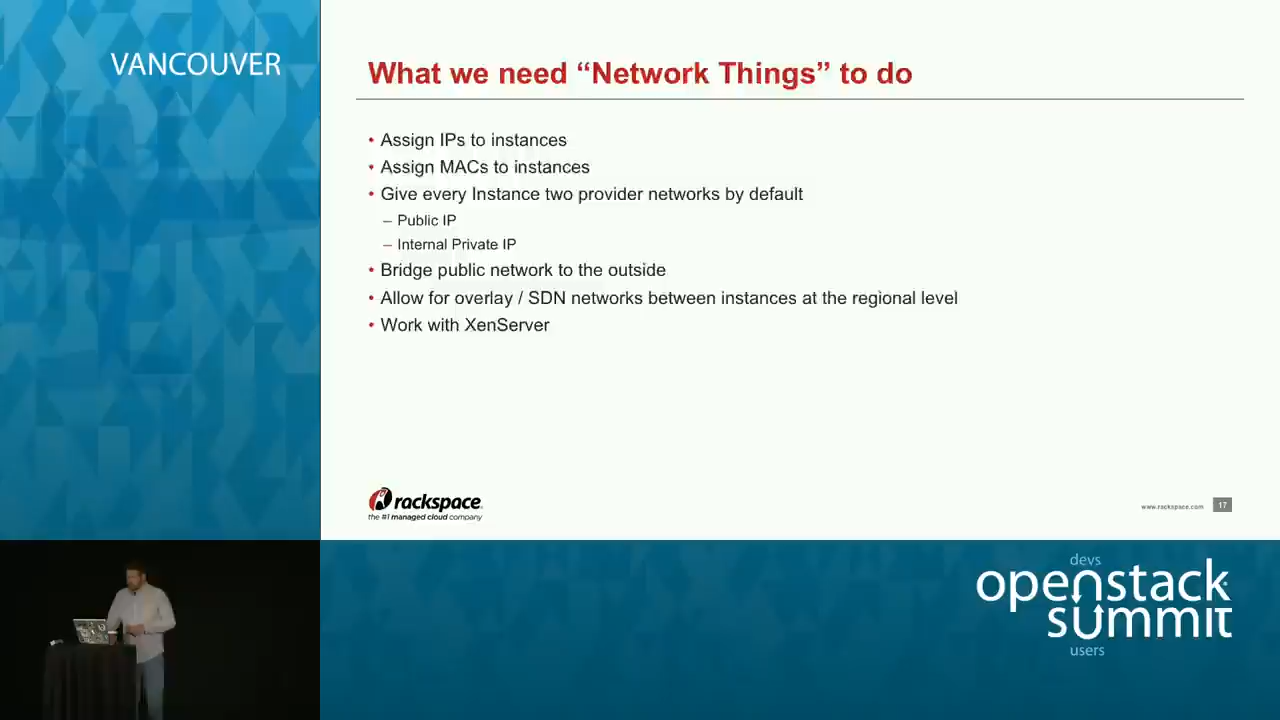 VANCOUVER
What we need “Network Things” to do
• Assign IPs to instances
• Assign MACs to instances
• Give every Instance two provider networks by default
– Public IP
– Internal Private IP
• Bridge public network to the outside
• Allow for overlay / SDN networks between instances at the regional level
• Work with XenServer
rackspace
the #1 managed cloud company
www.rackspace.com
17
devs
openstack
summit
users